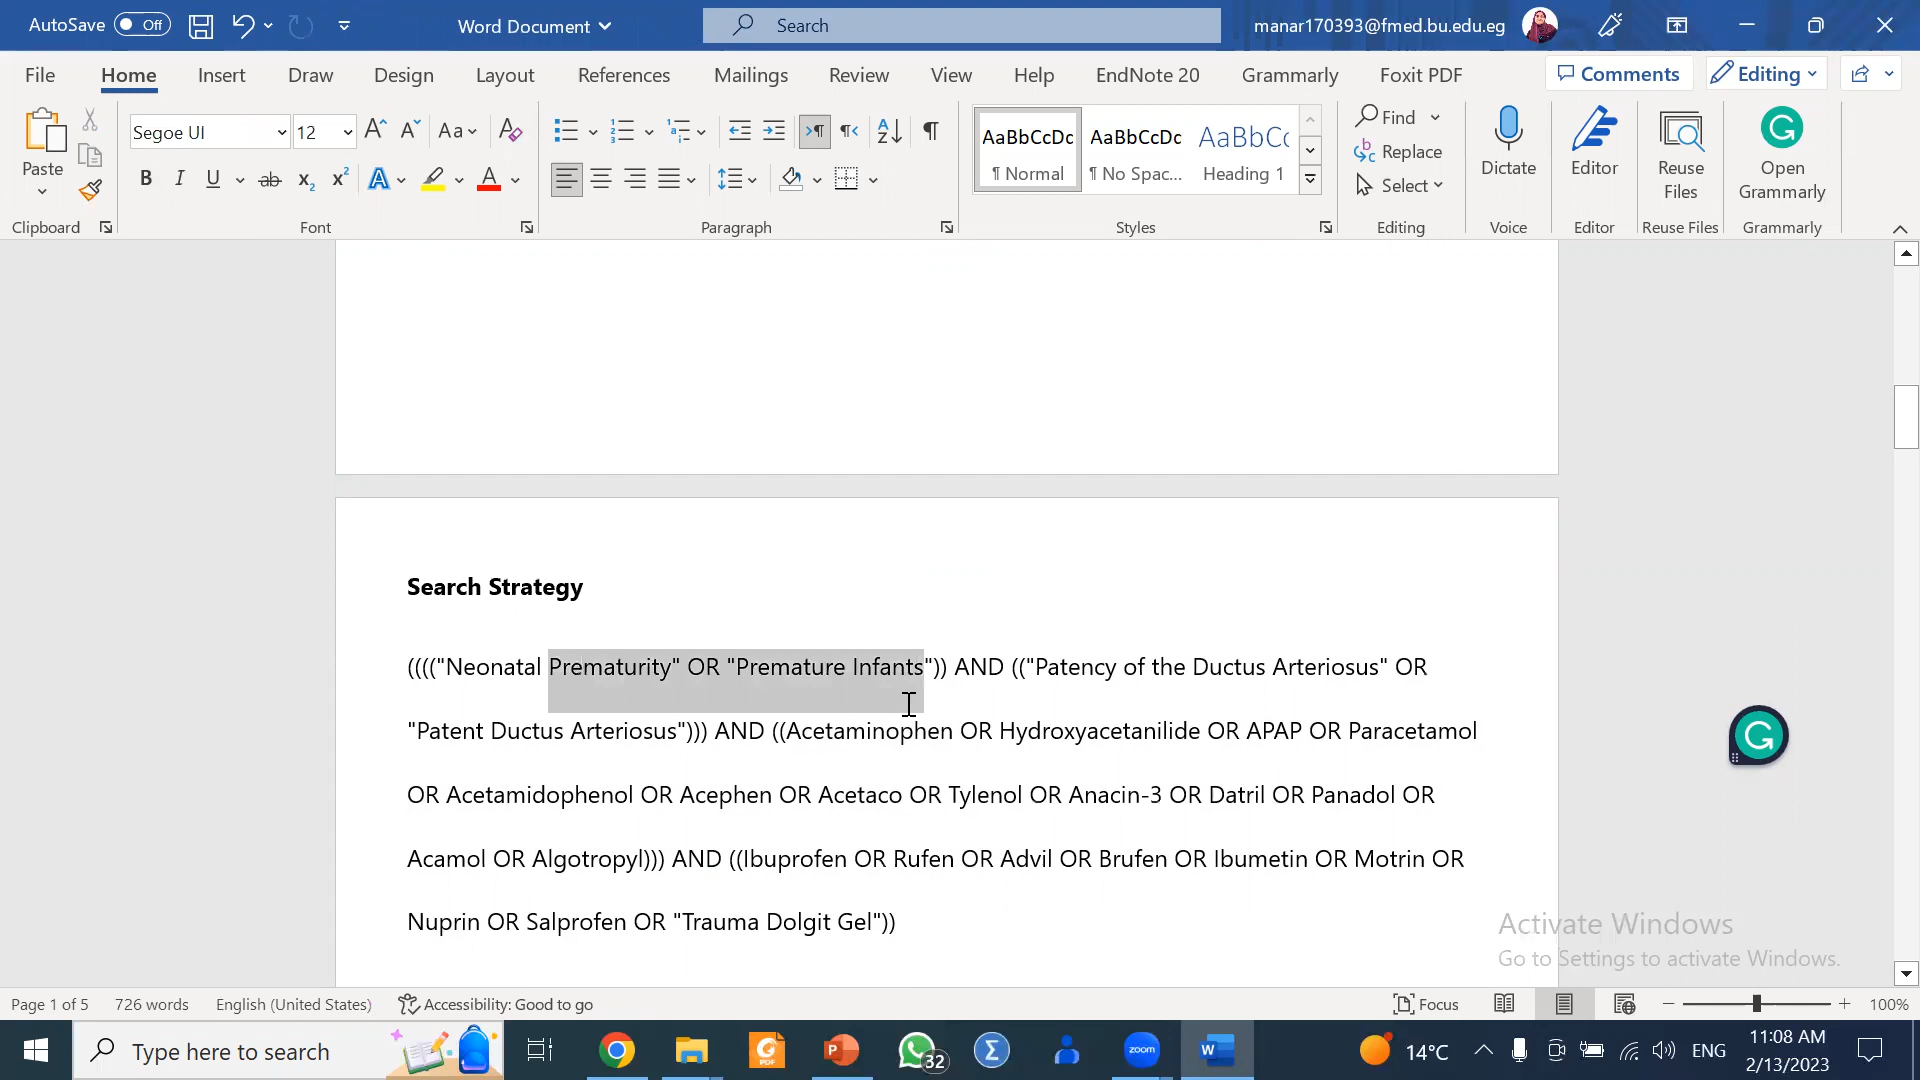 AutoSave Off Word Document Search manar170393@fmed.bu.edu.eg
File Home Insert Draw Design Layout References Mailings Review View Help EndNote 20 Grammarly Foxit PDF Comments Editing
Paste
Clipboard
Segoe UI 12
Aa
B I U ab x2 x2 A A
Font
Paragraph
AaBbCcDc AaBbCcDc AaBbCc
¶ Normal ¶ No Spac... Heading 1
Styles
Find
Replace
Select
Editing
Dictate
Voice
Editor
Editor
Reuse
Files
Reuse Files
Open
Grammarly
Grammarly
Search Strategy
(((("Neonatal Prematurity" OR "Premature Infants")) AND (("Patency of the Ductus Arteriosus" OR
"Patent Ductus Arteriosus"))) AND ((Acetaminophen OR Hydroxyacetanilide OR APAP OR Paracetamol
OR Acetamidophenol OR Acephen OR Acetaco OR Tylenol OR Anacin-3 OR Datril OR Panadol OR
Acamol OR Algotropyl))) AND ((Ibuprofen OR Rufen OR Advil OR Brufen OR Ibumetin OR Motrin OR
Nuprin OR Salprofen OR "Trauma Dolgit Gel"))
Activate Windows
Go to Settings to activate Windows.
Page 1 of 5 726 words English (United States) Accessibility: Good to go Focus 100%
Type here to search
PDF
32
zoom
14°C
ENG
11:08 AM
2/13/2023